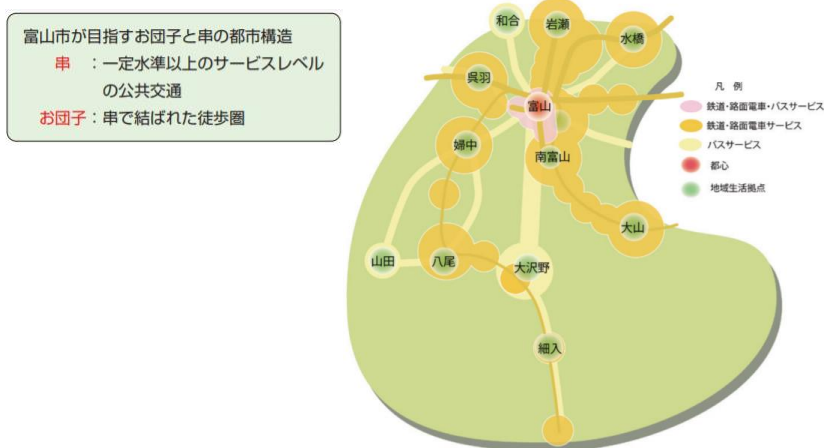 富山市が目指すお団子と串の都市構造
串 :一定水準以上のサービスレベル
の公共交通
お団子:串で結ばれた徒歩圏
和合
岩瀬
水橋
呉羽
富山
婦中
南富山
大山
山田
八尾
大沢野
細入
凡 例
鉄道・路面電車・バスサービス
鉄道・路面電車サービス
バスサービス
都心
地域生活拠点